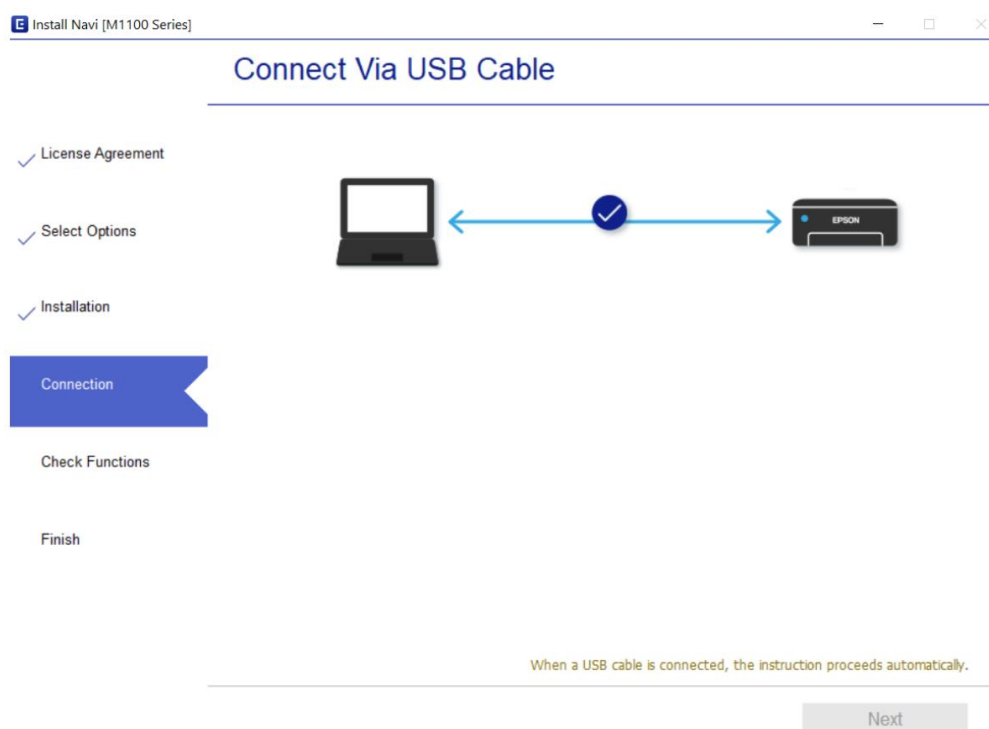 Install Navi [M1100 Series]
Connect Via USB Cable
License Agreement
Select Options
Installation
Connection
Check Functions
Finish
EPSON
When a USB cable is connected, the instruction proceeds automatically.
Next